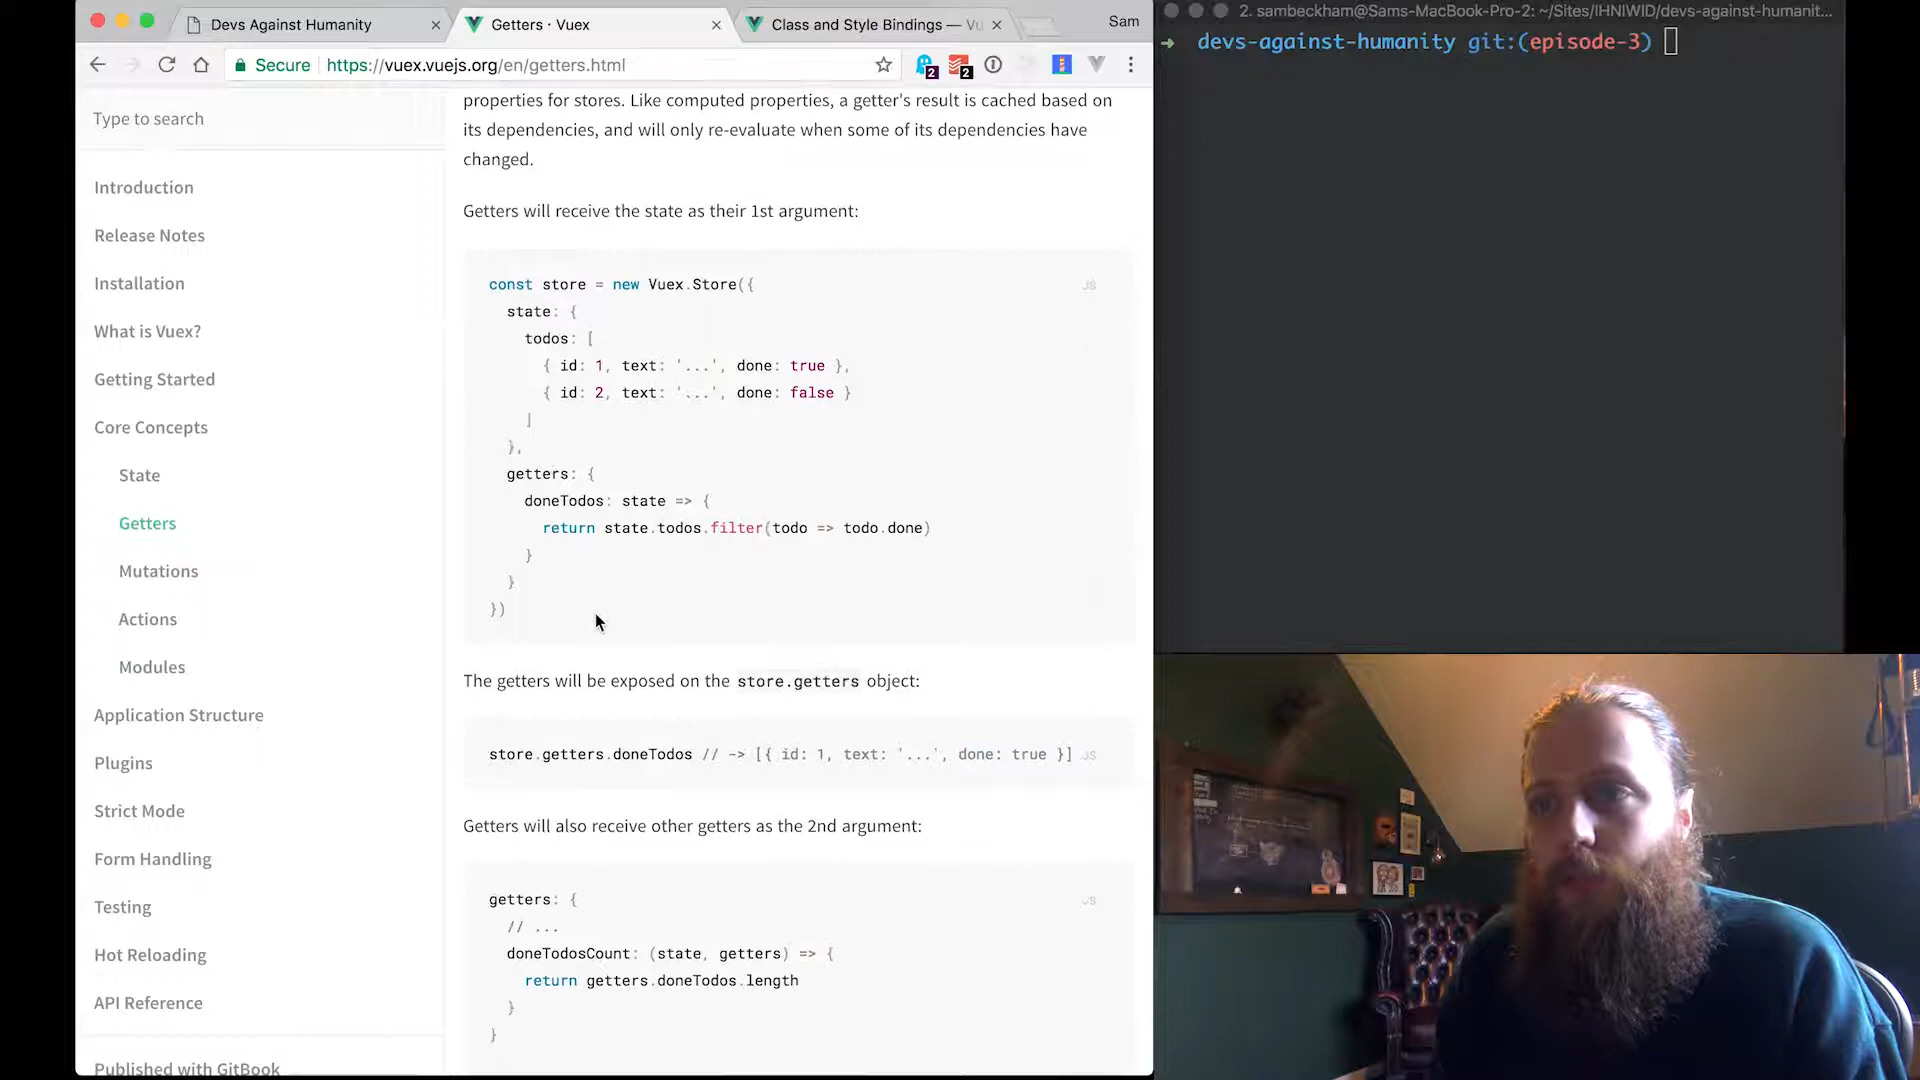 Devs Against Humanity
Getters · Vuex
Class and Style Bindings — Vu
Sam
Secure
https://vuex.vuejs.org/en/getters.html
2
2
2. sambeckham@Sams-MacBook-Pro-2: ~/Sites/IHNIWID/devs-against-humanit...
→ devs-against-humanity git:(episode-3)
Type to search
Introduction
Release Notes
Installation
What is Vuex?
Getting Started
Core Concepts
State
Getters
Mutations
Actions
Modules
Application Structure
Plugins
Strict Mode
Form Handling
Testing
Hot Reloading
API Reference
Published with GitBook
properties for stores. Like computed properties, a getter's result is cached based on
its dependencies, and will only re-evaluate when some of its dependencies have
changed.
Getters will receive the state as their 1st argument:
JS
const store = new Vuex.Store({
state: {
todos: [
{ id: 1, text: '...', done: true },
{ id: 2, text: '...', done: false }
]
},
getters: {
doneTodos: state => {
return state.todos.filter(todo => todo.done)
}
}
})
The getters will be exposed on the store.getters object:
store.getters.doneTodos // -> [{ id: 1, text: '...', done: true }]
JS
Getters will also receive other getters as the 2nd argument:
JS
getters: {
// ...
doneTodosCount: (state, getters) => {
return getters.doneTodos.length
}
}